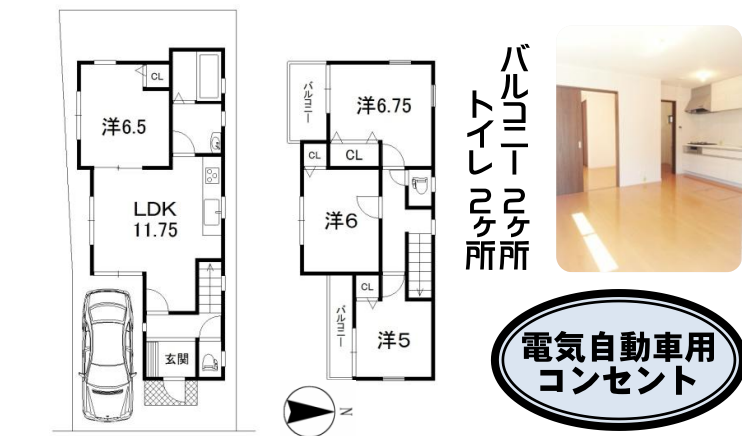 CL
洋6.5
LDK
11.75
玄関
バルコニー
洋6.75
CL
CL
洋6
CL
バルコニー
洋5
N
バルコニー 2ヶ所
トイレ 2ヶ所
電気自動車用
コンセント